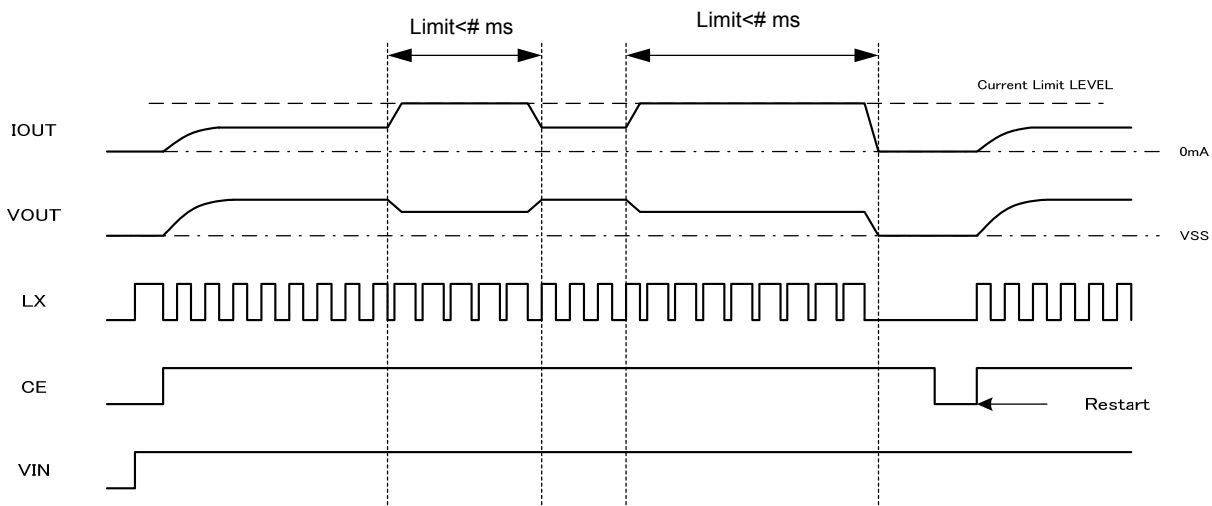 Limit<# ms
Limit<# ms
Current Limit LEVEL
IOUT
0mA
VOUT
VSS
LX
CE
Restart
VIN